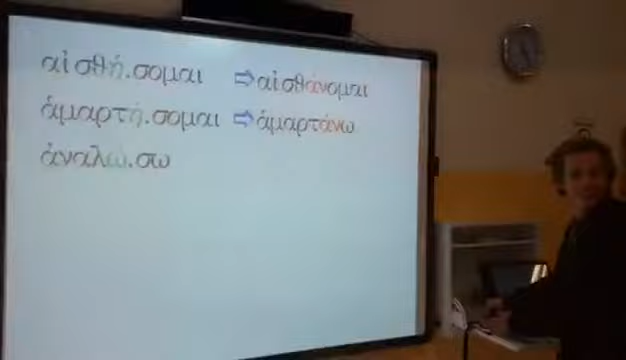 αἰσθή.σομαι ⇨ αἰσθάνομαι
ἁμαρτή.σομαι ⇨ ἁμαρτάνω
ἀναλώ.σω